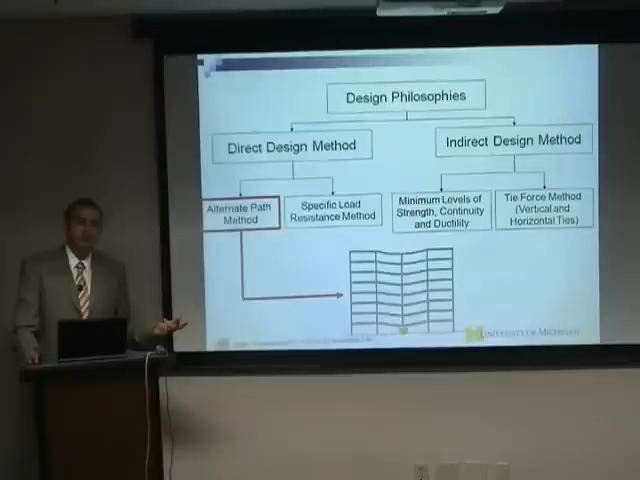 Design Philosophies
Direct Design Method
Indirect Design Method
Alternate Path
Method
Specific Load
Resistance Method
Minimum Levels of
Strength, Continuity
and Ductility
Tie Force Method
(Vertical and
Horizontal Ties)
UNIVERSITY OF MICHIGAN